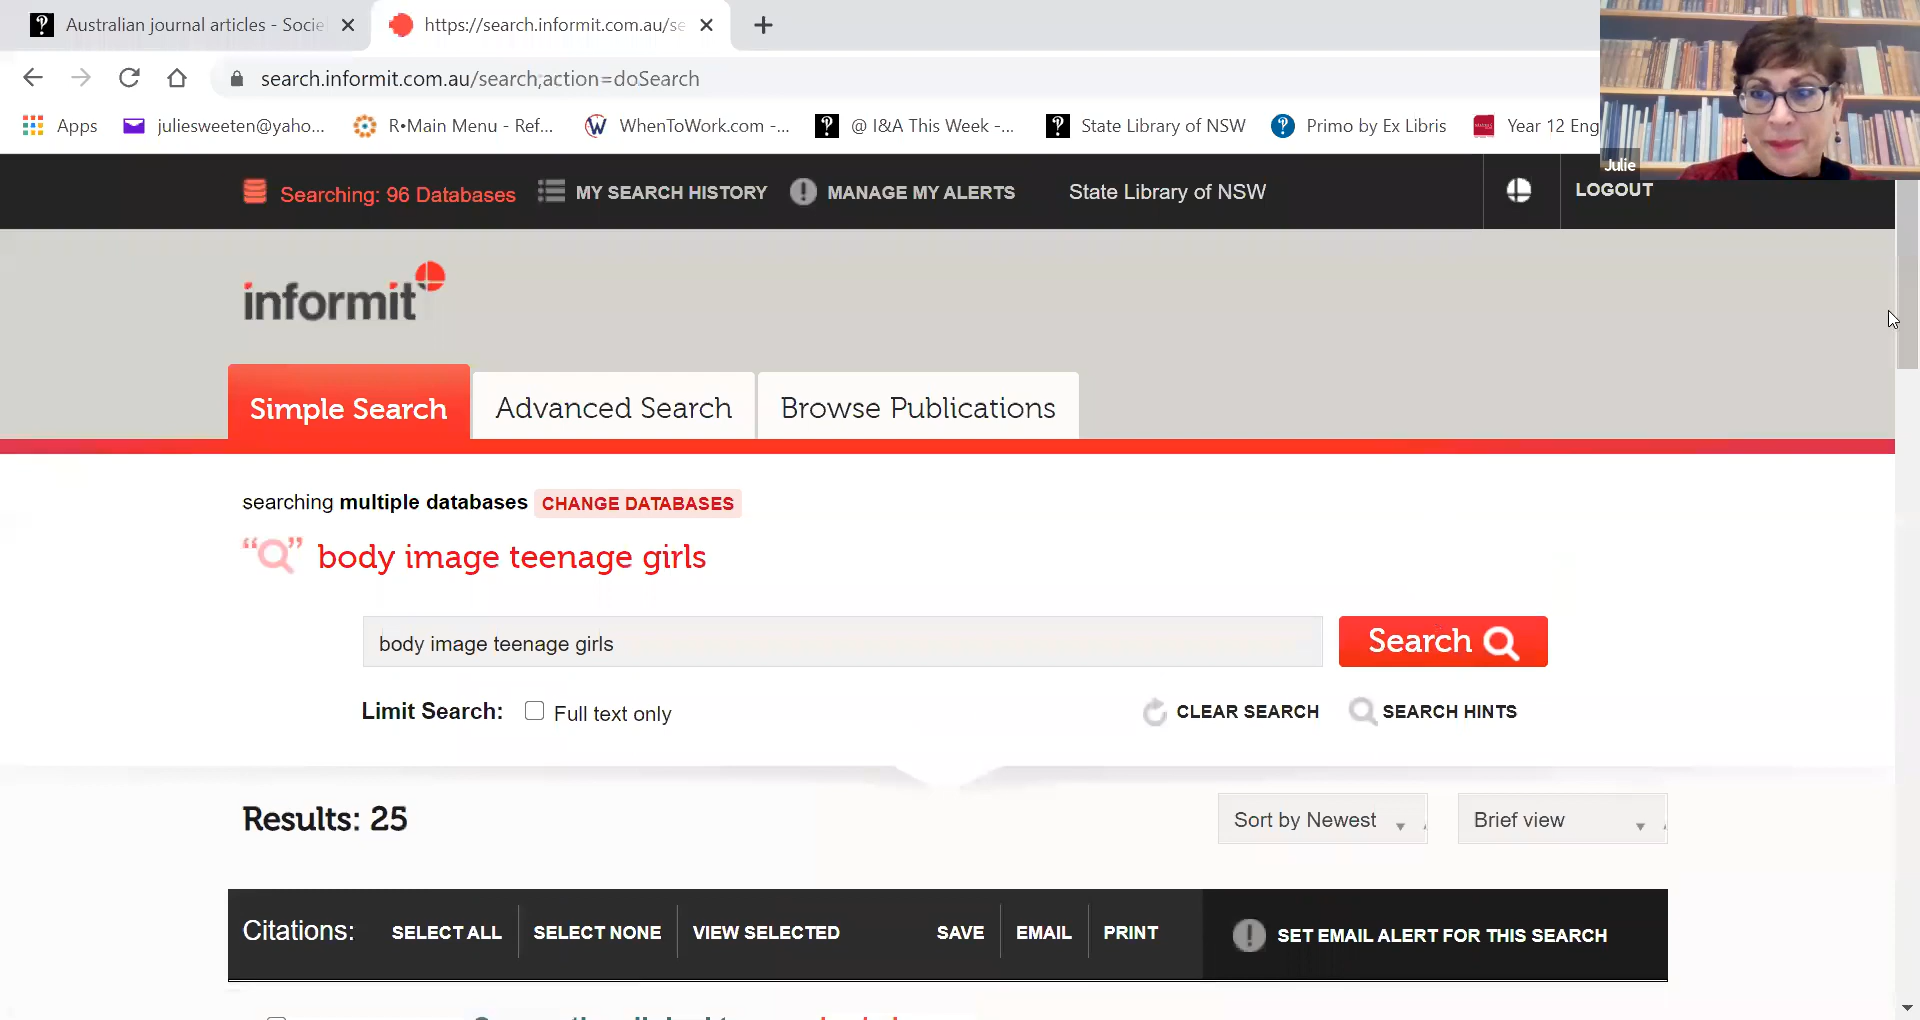 Australian journal articles - Socie
https://search.informit.com.au/se
search.informit.com.au/search;action=doSearch
Apps
juliesweeten@yaho...
R•Main Menu - Ref...
WhenToWork.com -...
@ I&A This Week -...
State Library of NSW
Primo by Ex Libris
Year 12 Eng
Julie
Searching: 96 Databases
MY SEARCH HISTORY
MANAGE MY ALERTS
State Library of NSW
LOGOUT
informit
Simple Search
Advanced Search
Browse Publications
searching multiple databases CHANGE DATABASES
body image teenage girls
body image teenage girls
Search
Limit Search:
Full text only
CLEAR SEARCH
SEARCH HINTS
Results: 25
Sort by Newest
Brief view
Citations:
SELECT ALL
SELECT NONE
VIEW SELECTED
SAVE
EMAIL
PRINT
SET EMAIL ALERT FOR THIS SEARCH